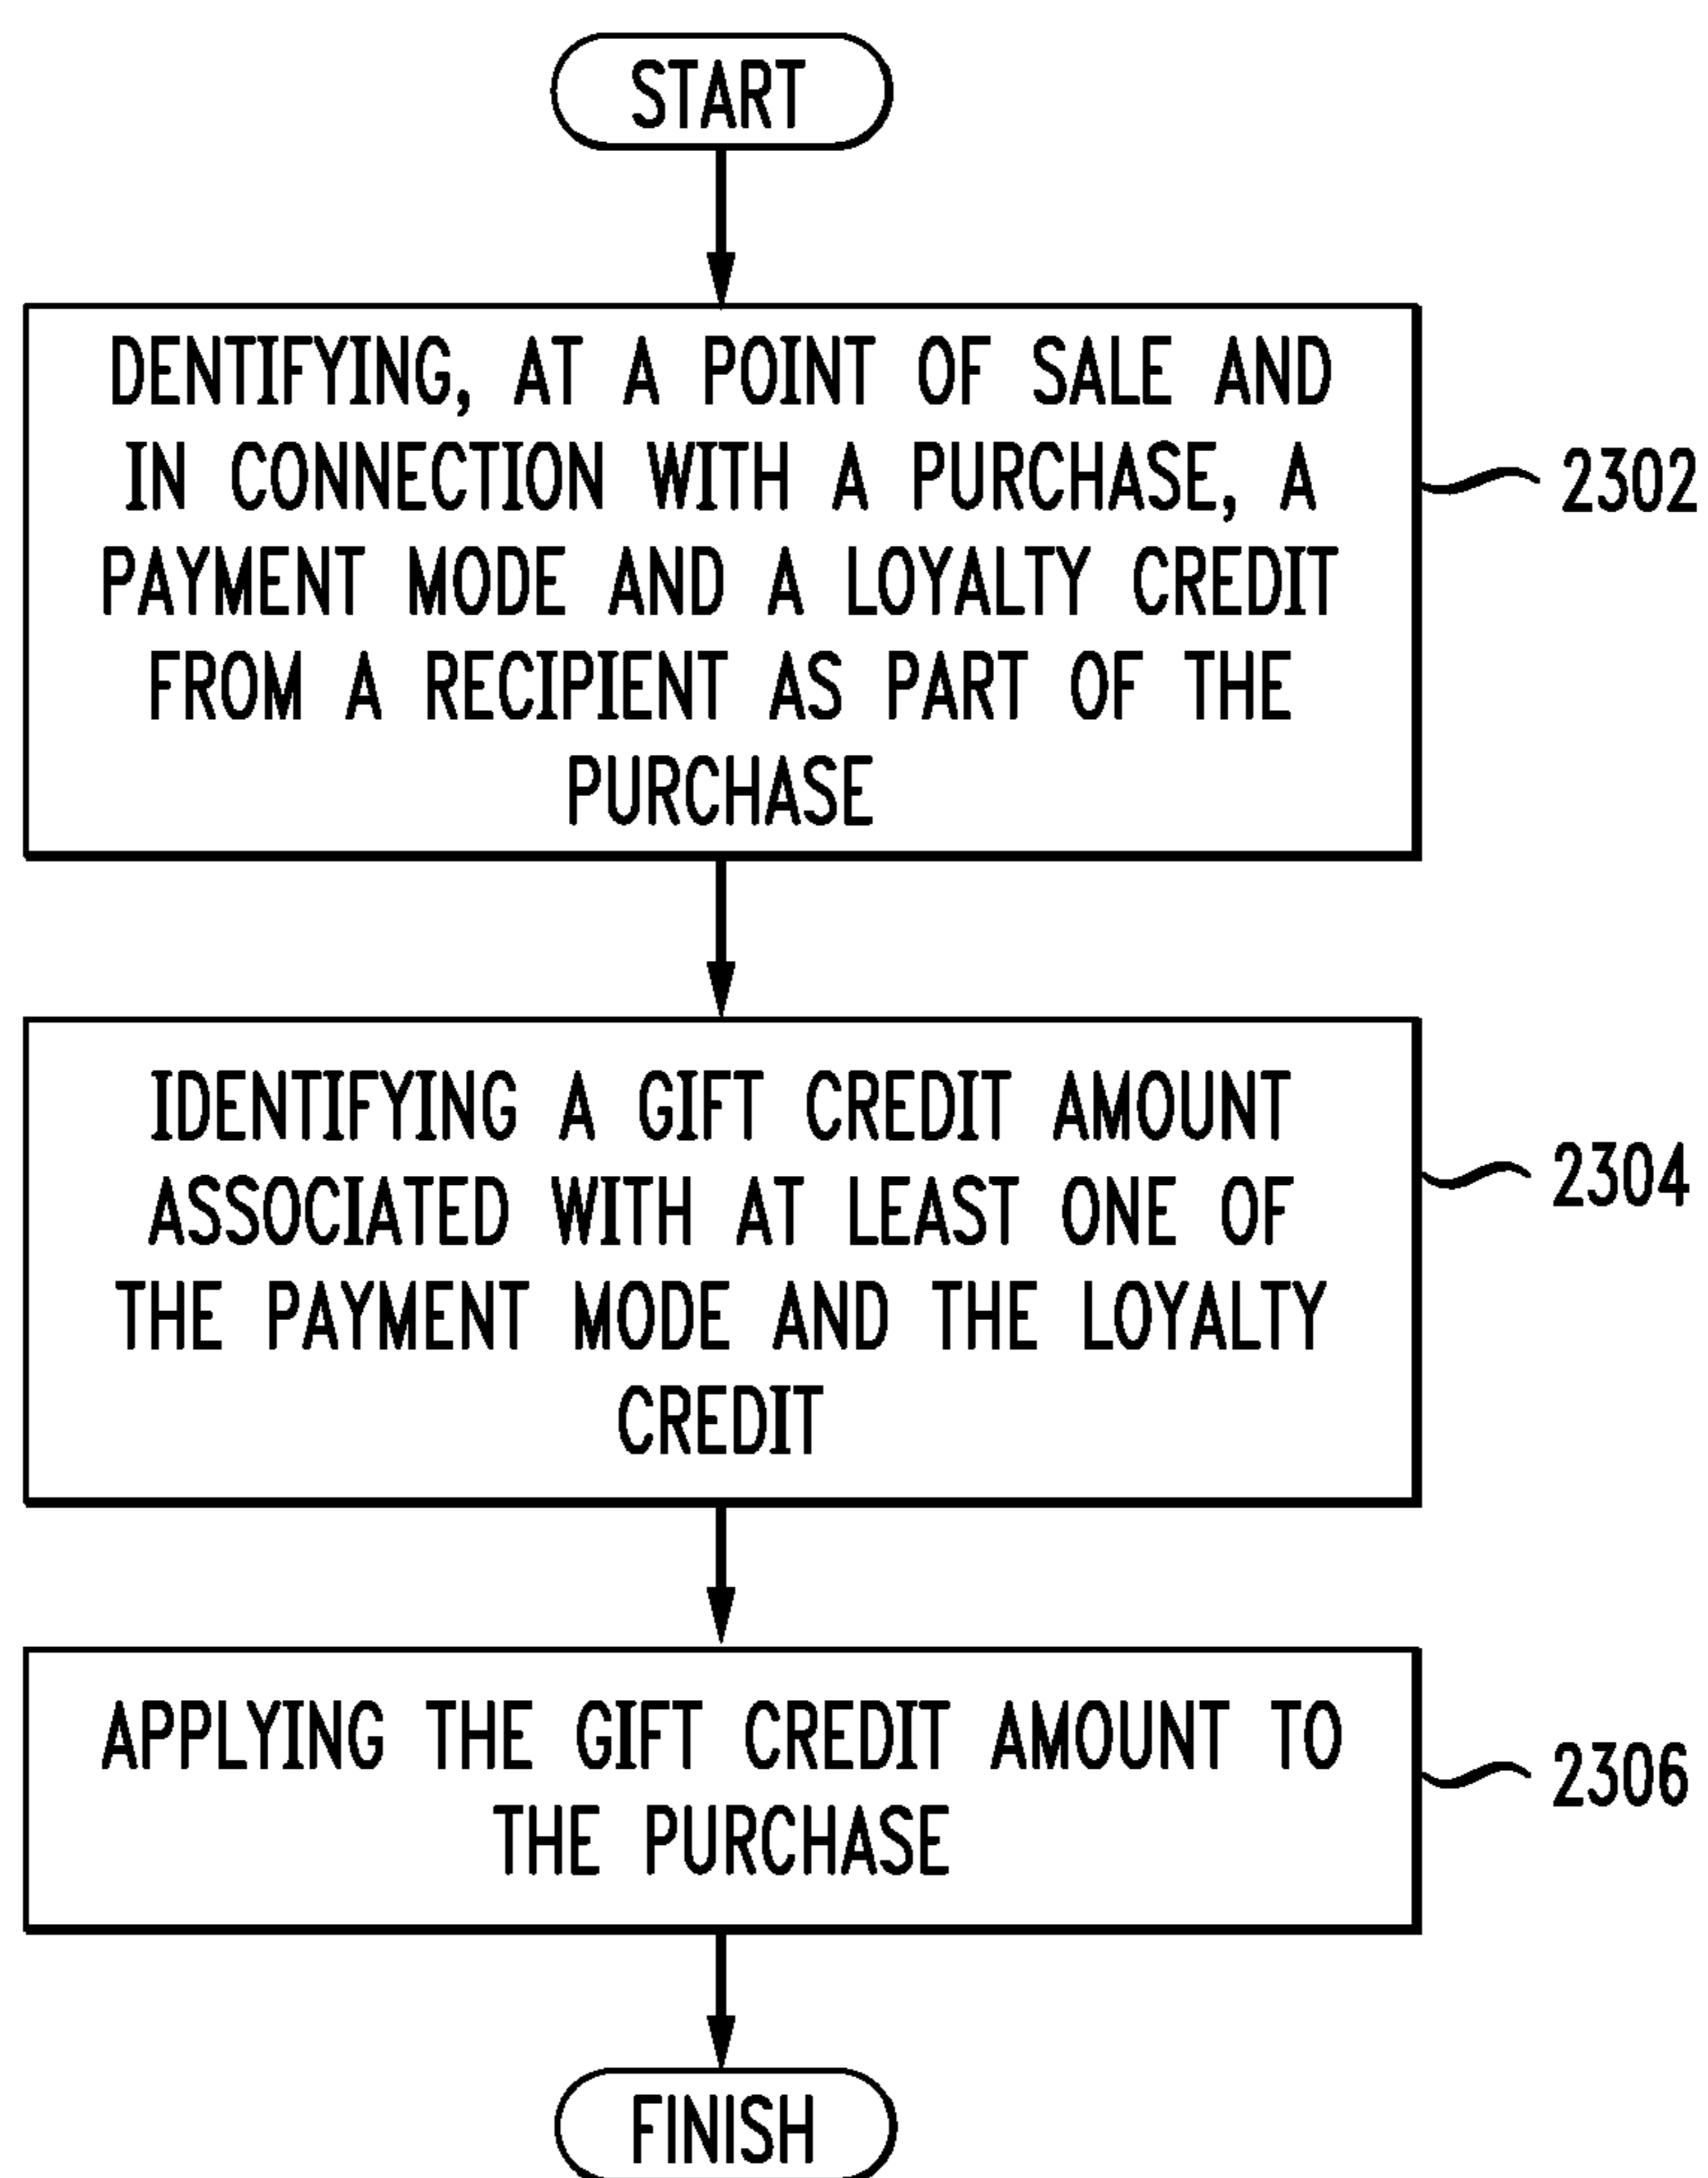 START
DENTIFYING, AT A POINT OF SALE AND
IN CONNECTION WITH A PURCHASE, A
PAYMENT MODE AND A LOYALTY CREDIT
FROM A RECIPIENT AS PART OF THE
PURCHASE
2302
IDENTIFYING A GIFT CREDIT AMOUNT
ASSOCIATED WITH AT LEAST ONE OF
THE PAYMENT MODE AND THE LOYALTY
CREDIT
2304
APPLYING THE GIFT CREDIT AMOUNT TO
THE PURCHASE
2306
FINISH